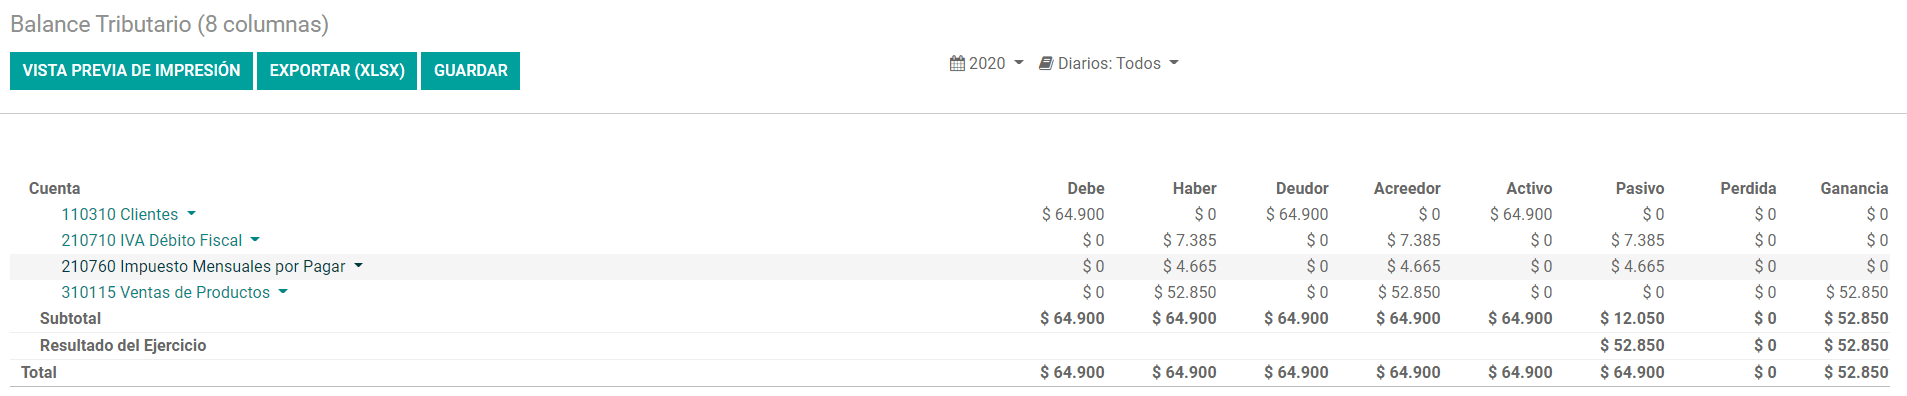 Balance Tributario (8 columnas)
VISTA PREVIA DE IMPRESIÓN EXPORTAR (XLSX) GUARDAR 2020 Diarios: Todos
Cuenta Debe Haber Deudor Acreedor Activo Pasivo Perdida Ganancia
110310 Clientes $ 64.900 $ 0 $ 64.900 $ 0 $ 64.900 $ 0 $ 0 $ 0
210710 IVA Débito Fiscal $ 0 $ 7.385 $ 0 $ 7.385 $ 0 $ 7.385 $ 0 $ 0
210760 Impuesto Mensuales por Pagar $ 0 $ 4.665 $ 0 $ 4.665 $ 0 $ 4.665 $ 0 $ 0
310115 Ventas de Productos $ 0 $ 52.850 $ 0 $ 52.850 $ 0 $ 0 $ 0 $ 52.850
Subtotal $ 64.900 $ 64.900 $ 64.900 $ 64.900 $ 64.900 $ 12.050 $ 0 $ 52.850
Resultado del Ejercicio $ 52.850 $ 0 $ 52.850
Total $ 64.900 $ 64.900 $ 64.900 $ 64.900 $ 64.900 $ 64.900 $ 0 $ 52.850